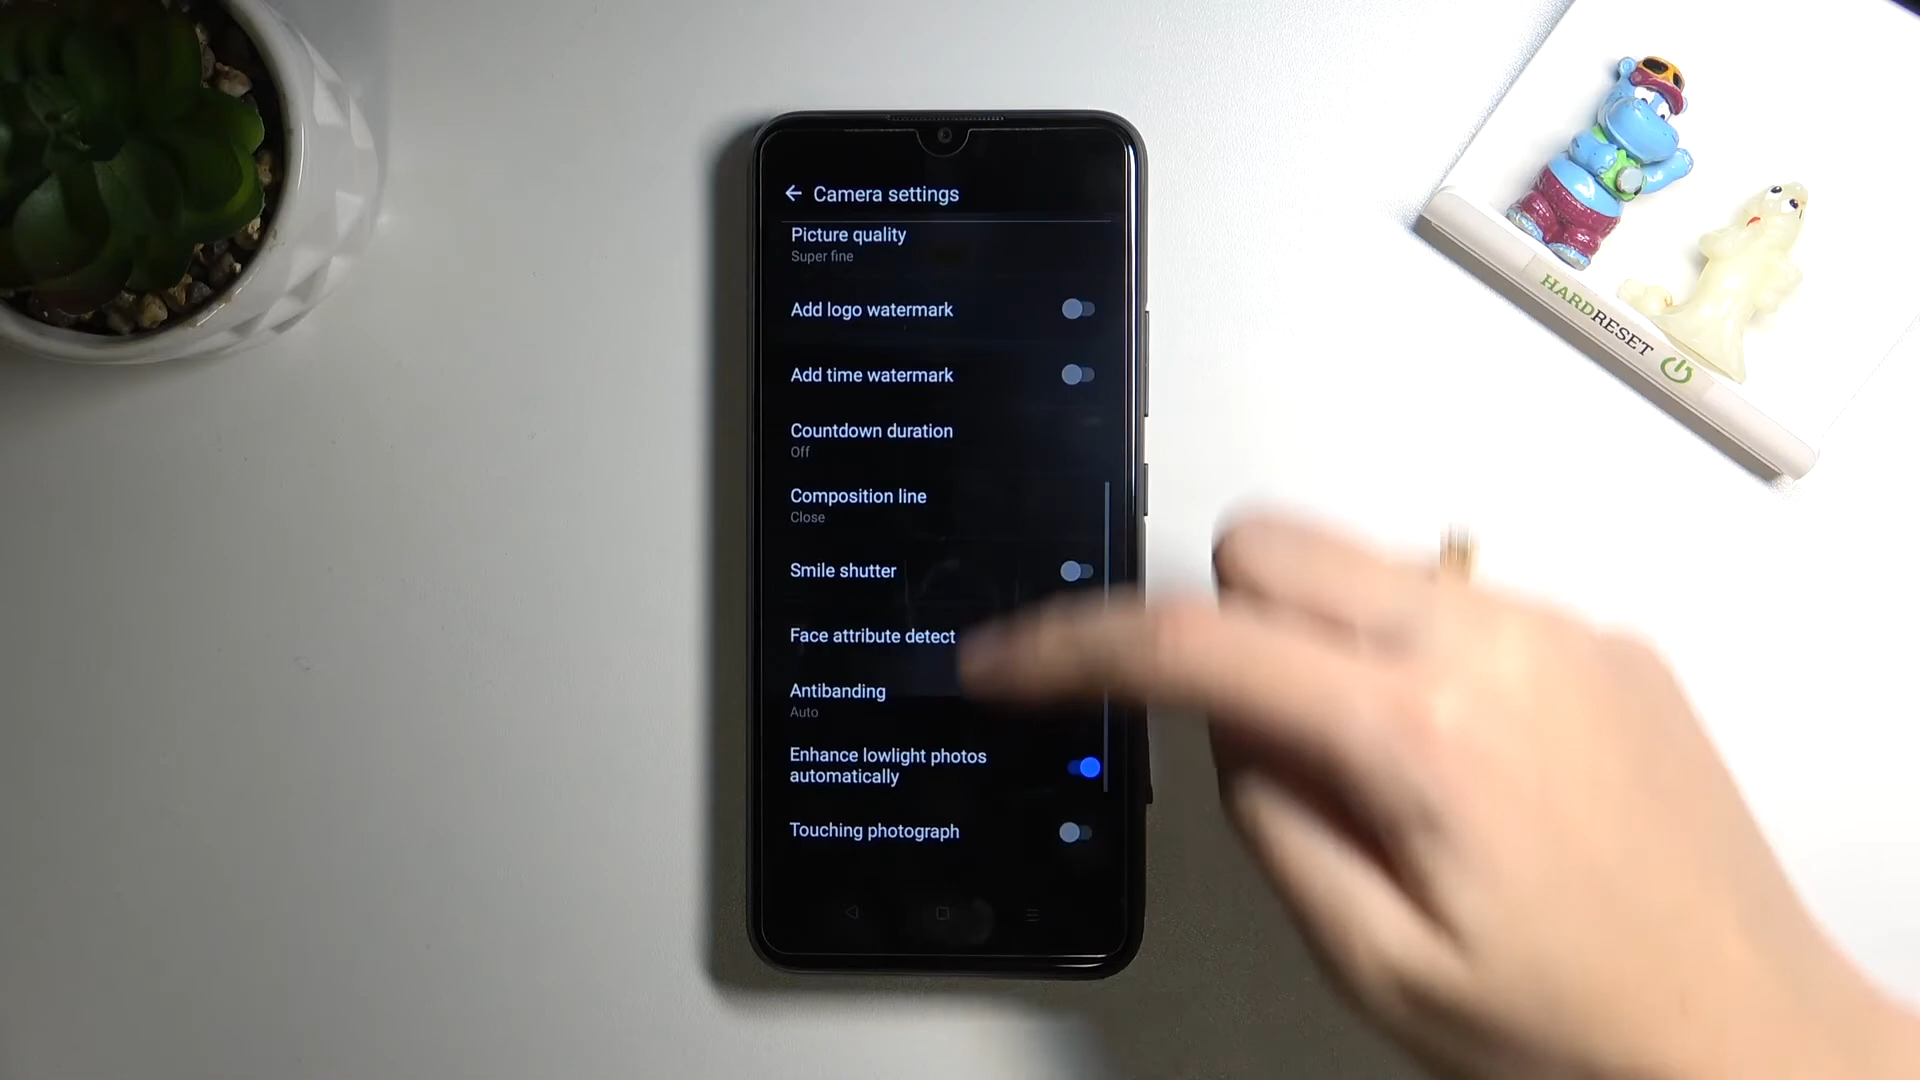 Camera settings
Picture quality
Super fine
Add logo watermark
Add time watermark
Countdown duration
Off
Composition line
Close
Smile shutter
Face attribute detect
Antibanding
Auto
Enhance lowlight photos
automatically
Touching photograph
HARDRESET